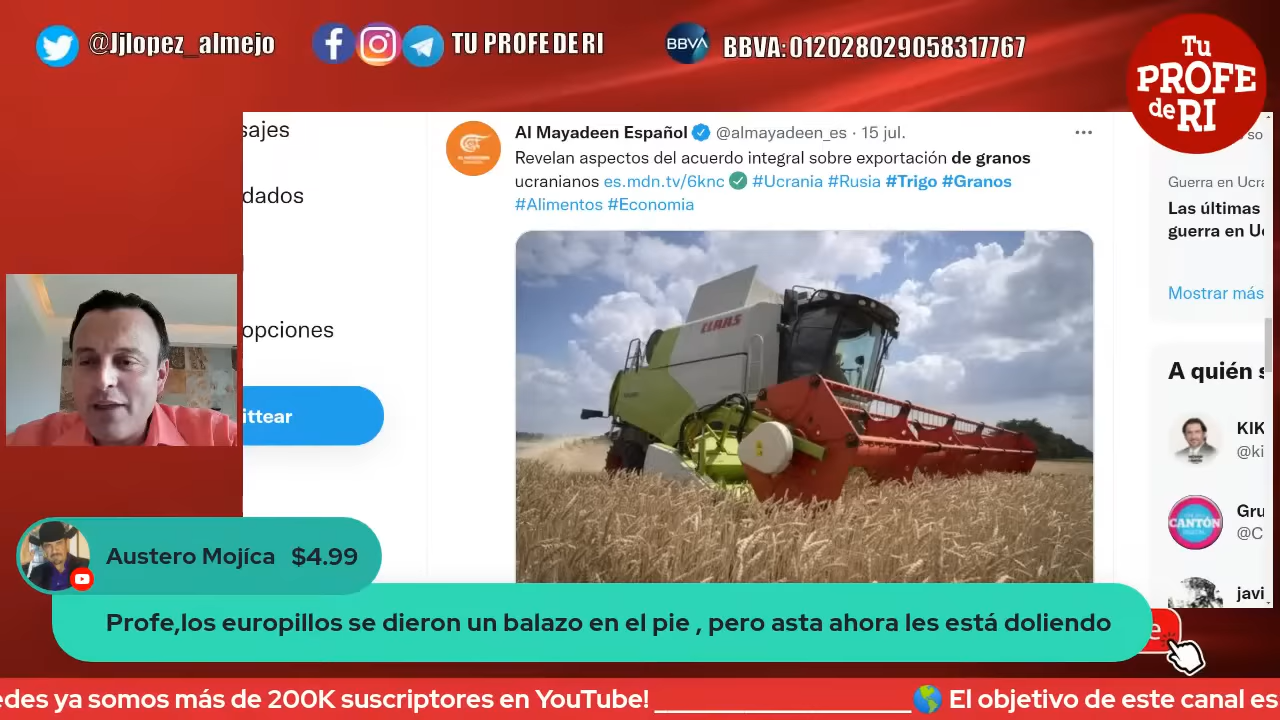 @Jjlopez_almejo
TU PROFE DE RI
BBVA
BBVA: 012028029058317767
Tu
PROFE
de RI
sajes
dados
opciones
ittear
Al Mayadeen Español @almayadeen_es · 15 jul.
Revelan aspectos del acuerdo integral sobre exportación de granos
ucranianos es.mdn.tv/6knc #Ucrania #Rusia #Trigo #Granos
#Alimentos #Economia
CLAAS
so
Guerra en Ucra
Las últimas
guerra en Uc
Mostrar más
A quién s
KIK
@ki
CANTÓN
Gru
@C
javi
Austero Mojíca $4.99
Profe,los europillos se dieron un balazo en el pie , pero asta ahora les está doliendo
e
edes ya somos más de 200K suscriptores en YouTube! ____________________ 🌎 El objetivo de este canal es